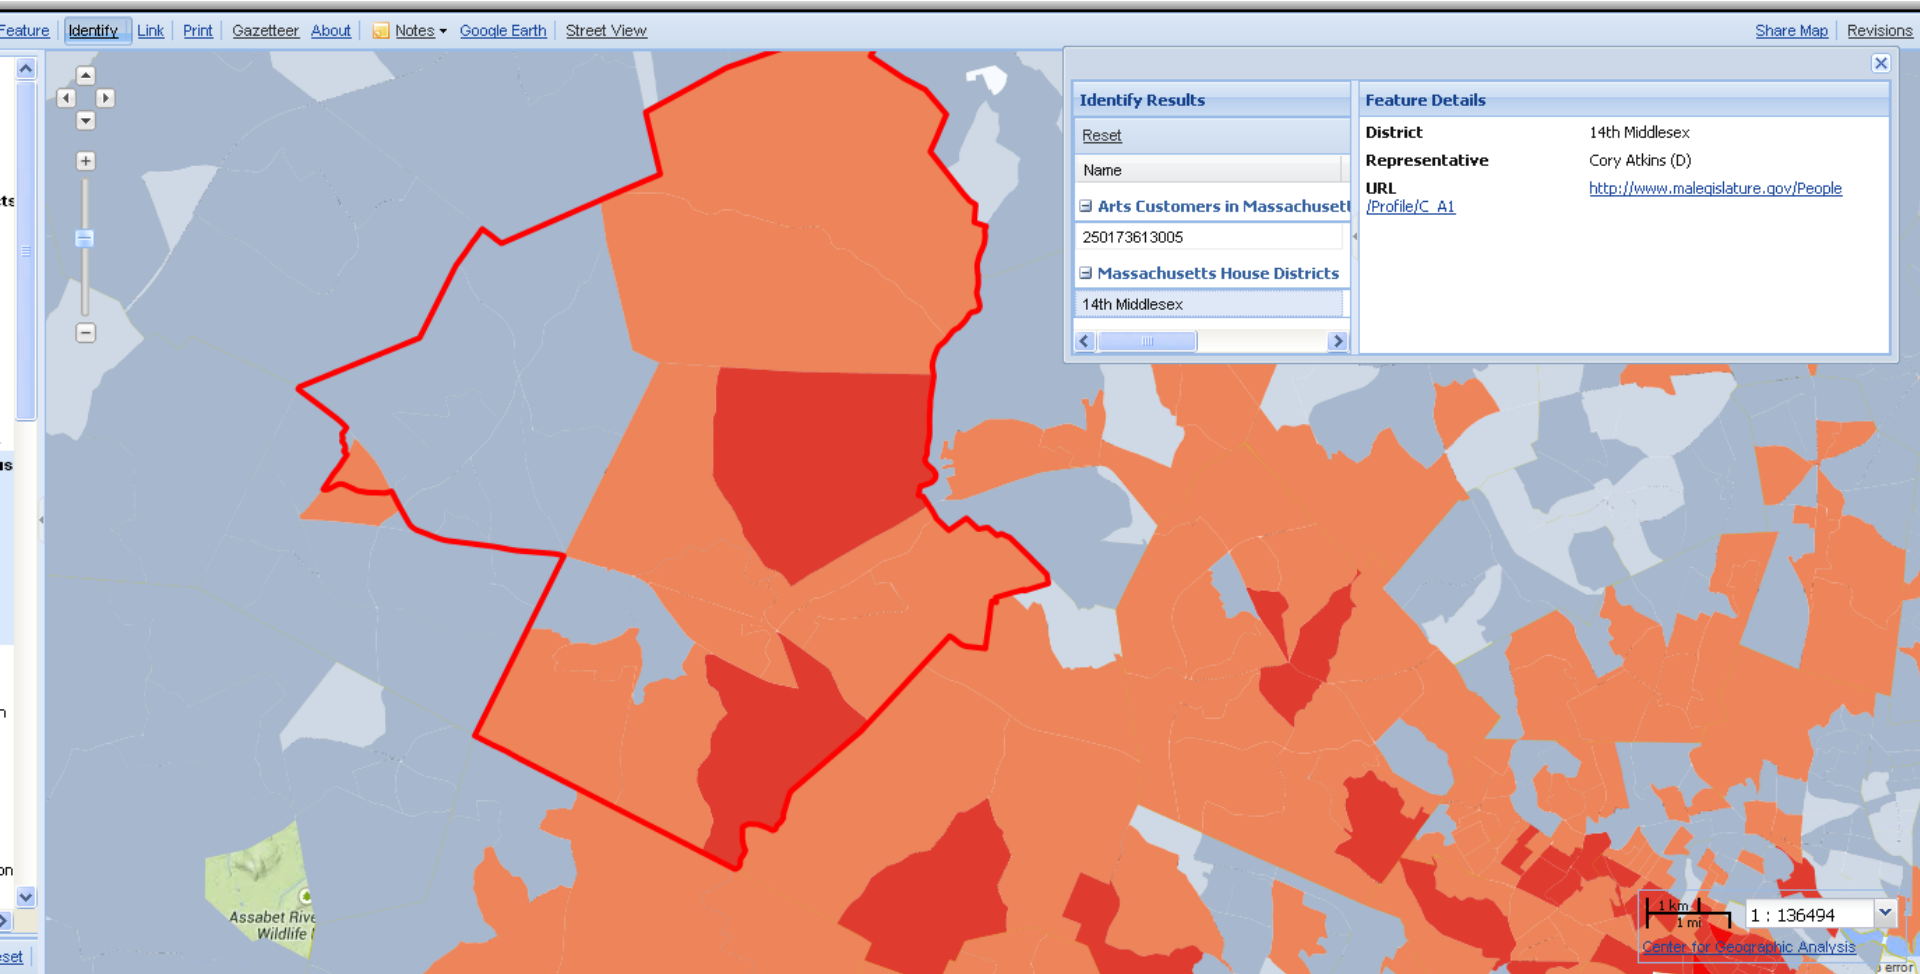 Feature Identify Link Print Gazetteer About Notes Google Earth Street View Share Map Revisions
Identify Results
Reset
Name
Arts Customers in Massachusett
250173613005
Massachusetts House Districts
14th Middlesex
Feature Details
District 14th Middlesex
Representative Cory Atkins (D)
URL http://www.malegislature.gov/People
/Profile/C_A1
Assabet Rive
Wildlife
1 km
1 mi
1 : 136494
Center for Geographic Analysis
error